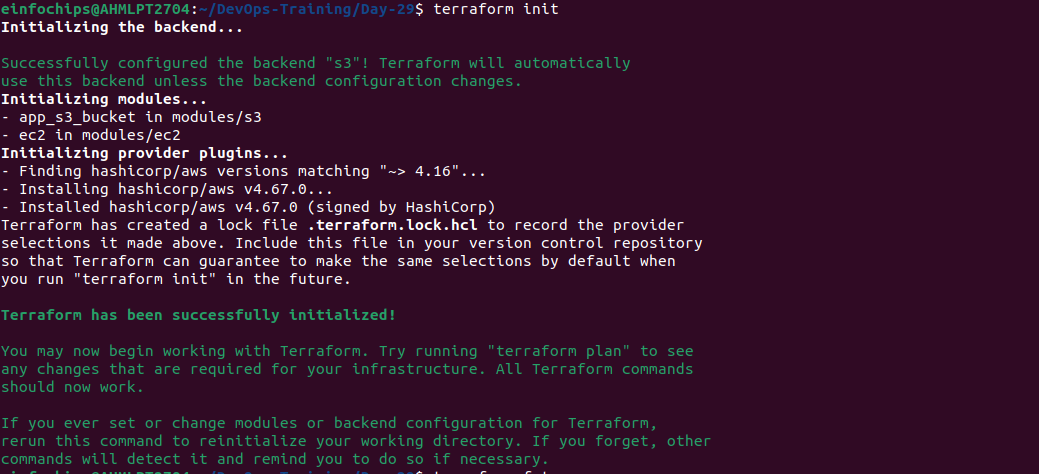 einfochips@AHMLPT2704:~/DevOps-Training/Day-29$ terraform init
Initializing the backend...
Successfully configured the backend "s3"! Terraform will automatically
use this backend unless the backend configuration changes.
Initializing modules...
- app_s3_bucket in modules/s3
- ec2 in modules/ec2
Initializing provider plugins...
- Finding hashicorp/aws versions matching "~> 4.16"...
- Installing hashicorp/aws v4.67.0...
- Installed hashicorp/aws v4.67.0 (signed by HashiCorp)
Terraform has created a lock file .terraform.lock.hcl to record the provider
selections it made above. Include this file in your version control repository
so that Terraform can guarantee to make the same selections by default when
you run "terraform init" in the future.
Terraform has been successfully initialized!
You may now begin working with Terraform. Try running "terraform plan" to see
any changes that are required for your infrastructure. All Terraform commands
should now work.
If you ever set or change modules or backend configuration for Terraform,
rerun this command to reinitialize your working directory. If you forget, other
commands will detect it and remind you to do so if necessary.